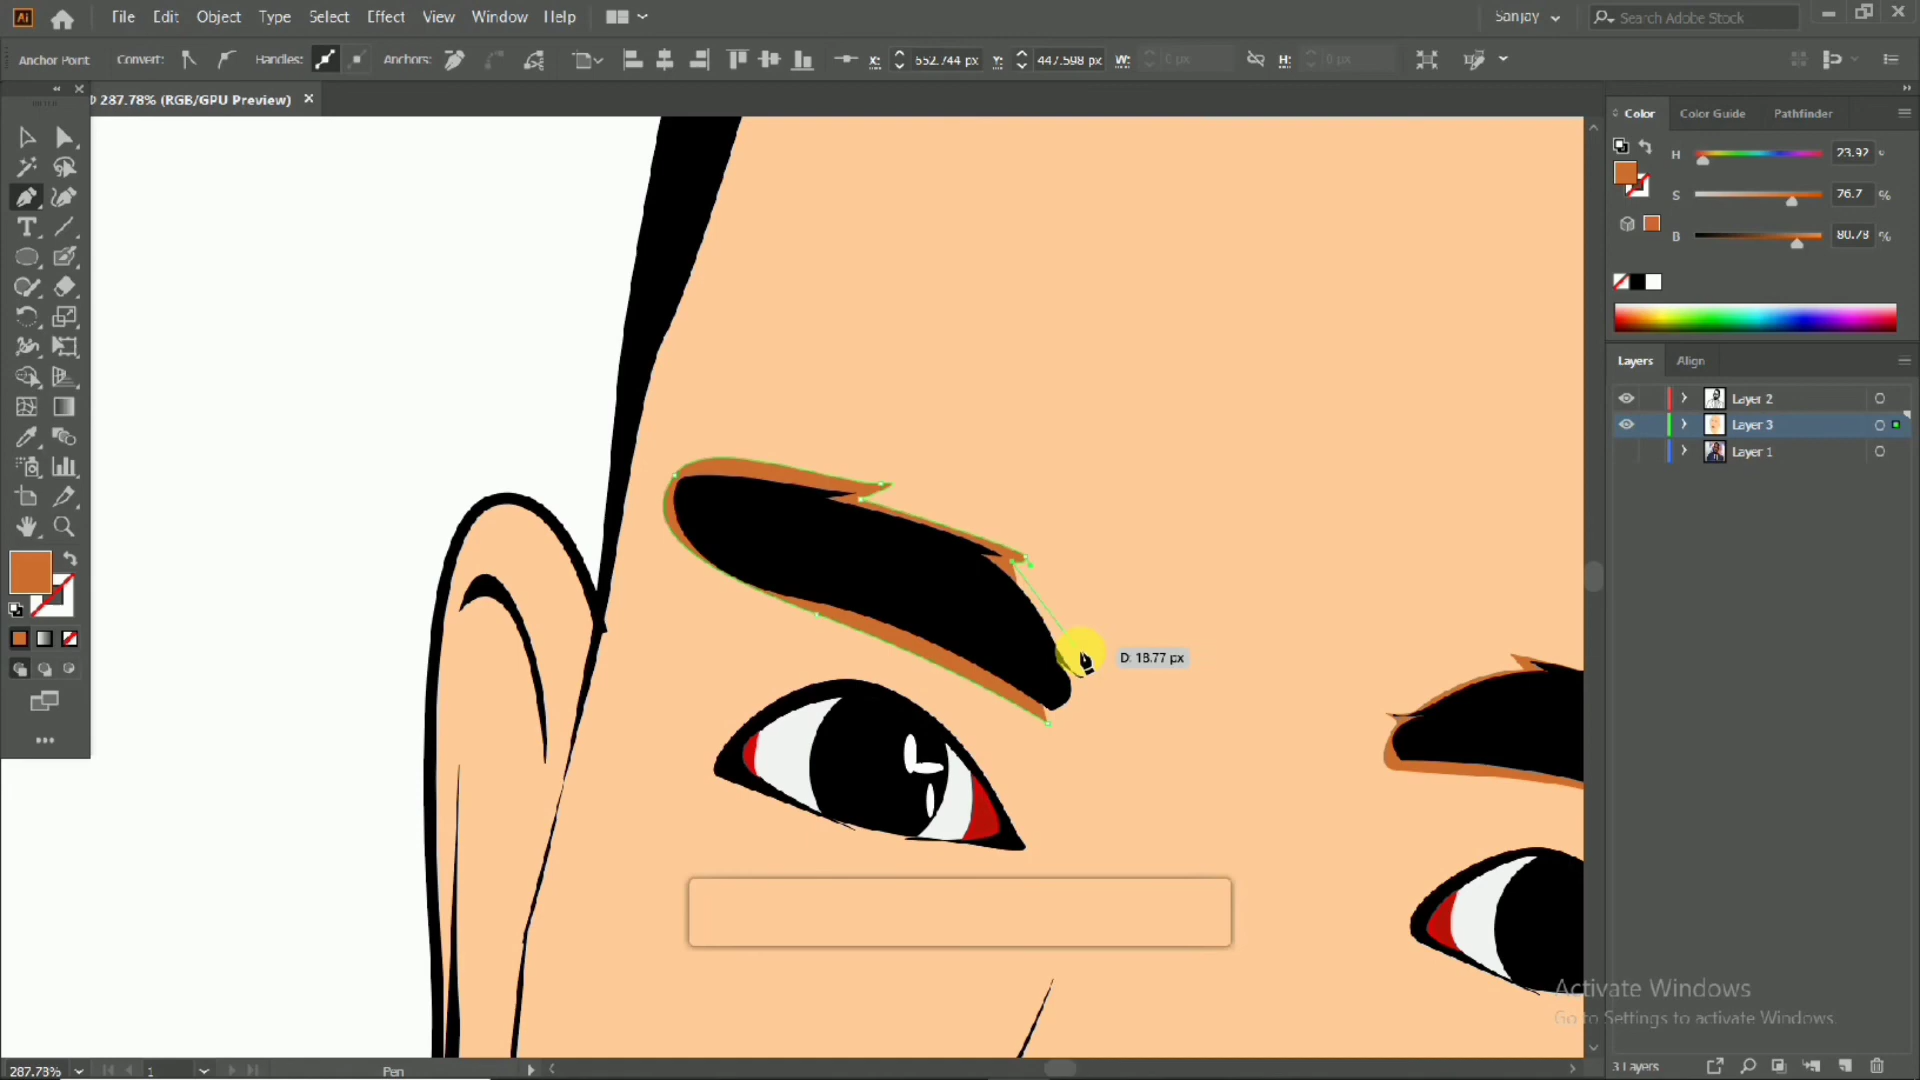 Ai File Edit Object Type Select Effect View Window Help Sanjay Search Adobe Stock
Anchor Point Convert: Handles: Anchors: X: 652.744 px Y: 447.598 px W: 0 px H: 0 px
287.78% (RGB/GPU Preview) ×
Color Color Guide Pathfinder
H 23.92 °
S 76.7 %
B 80.78 %
Layers Align
Layer 2
Layer 3
Layer 1
D: 18.77 px
Activate Windows
Go to Settings to activate Windows.
287.78% 1 Pen 3 Layers